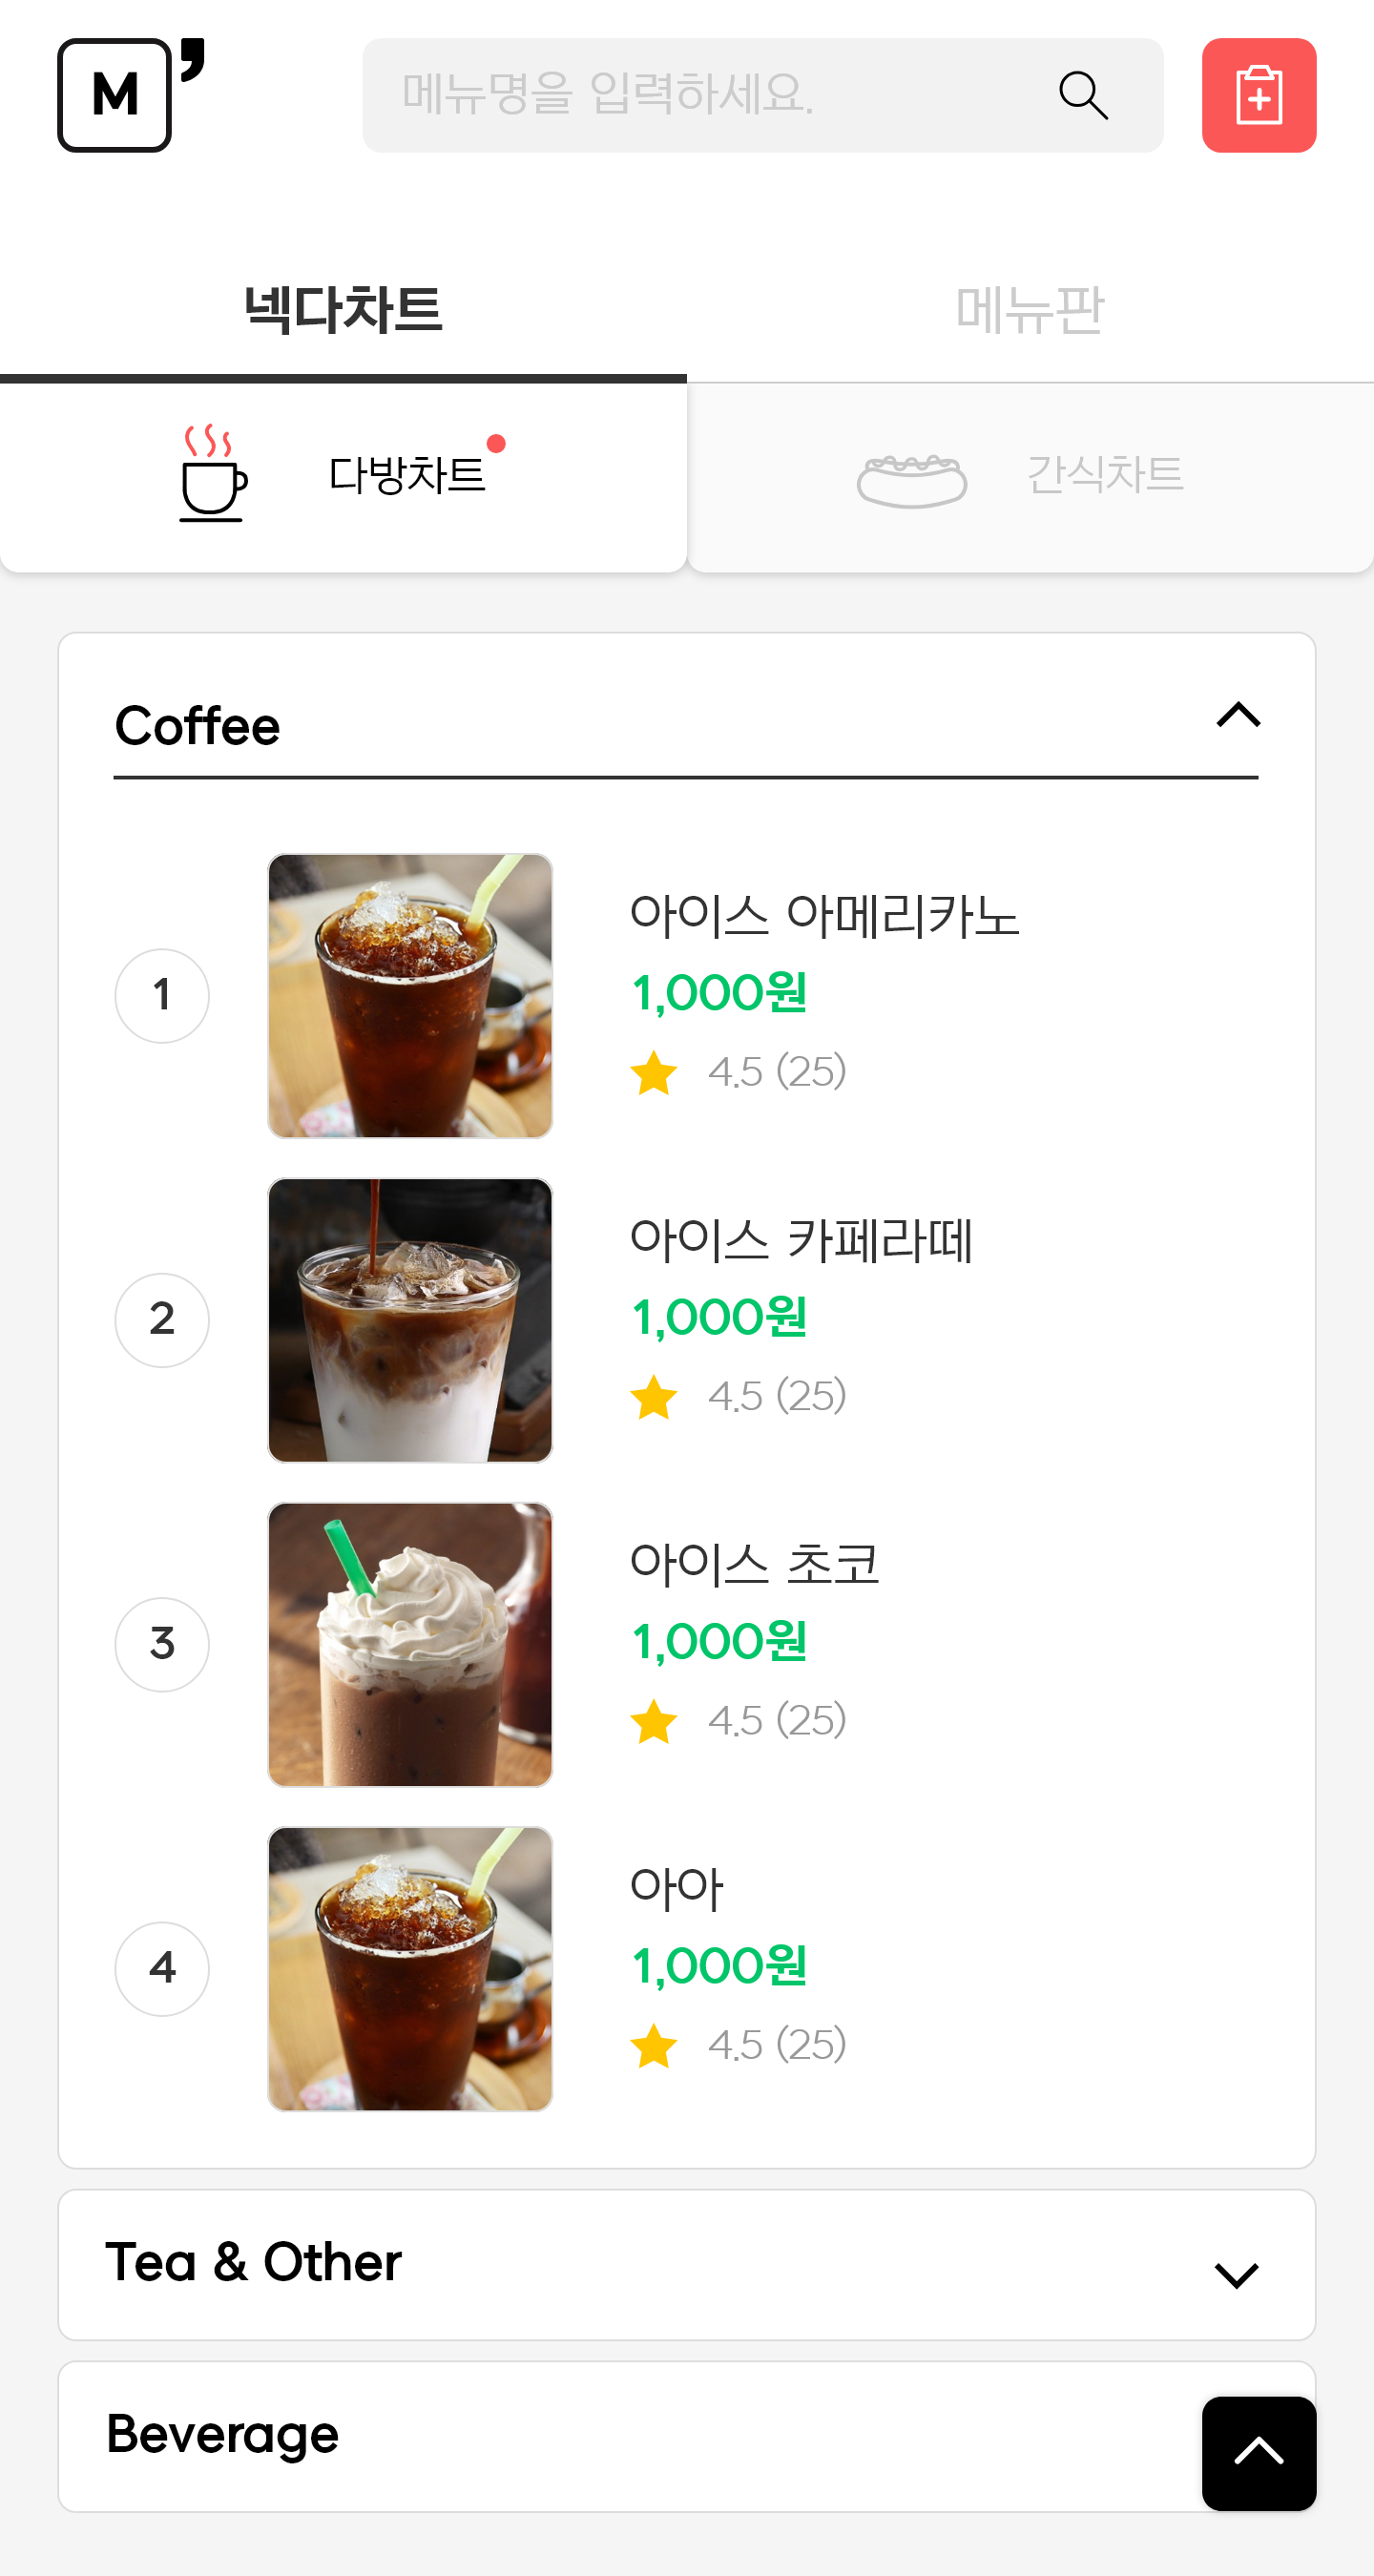 M’
메뉴명을 입력하세요.
넥다차트
메뉴판
다방차트
간식차트
Coffee
1
아이스 아메리카노
1,000원
4.5 (25)
2
아이스 카페라떼
1,000원
4.5 (25)
3
아이스 초코
1,000원
4.5 (25)
4
아아
1,000원
4.5 (25)
Tea & Other
Beverage